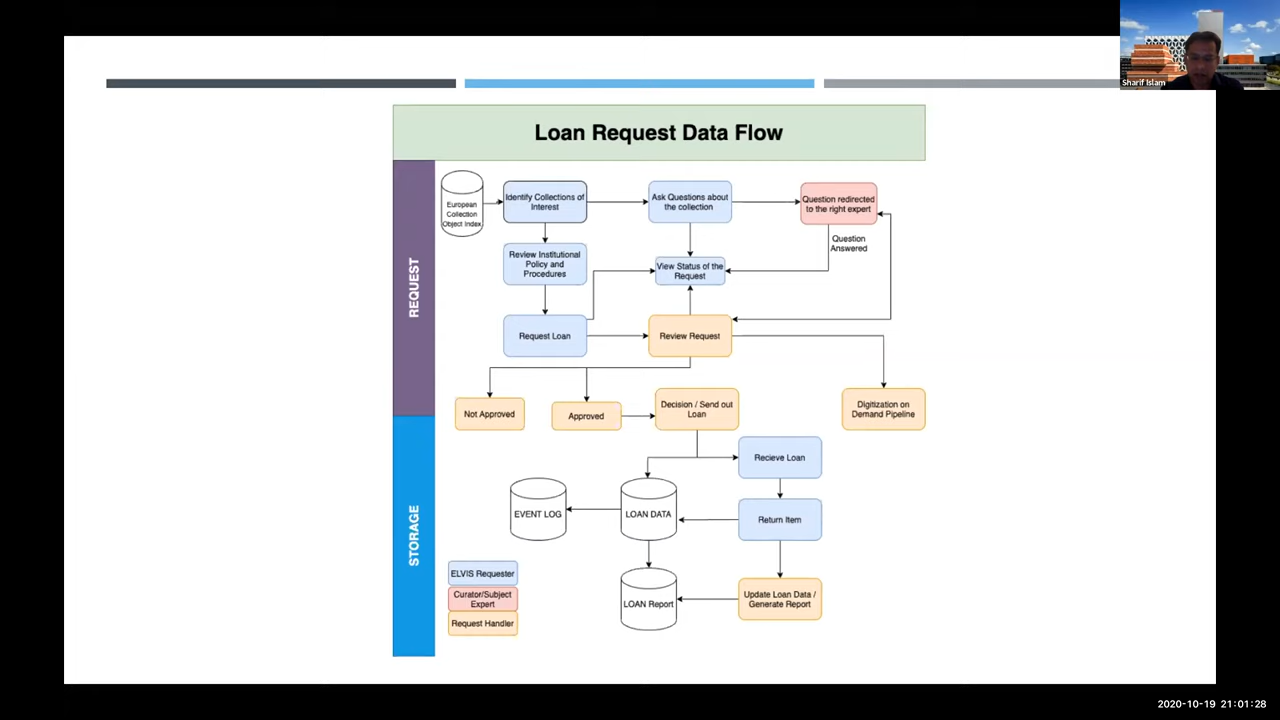 Sharif Islam
Loan Request Data Flow
REQUEST
European
Collection
Object Index
Identify Collections of
Interest
Ask Questions about
the collection
Question redirected
to the right expert
Question
Answered
Review Institutional
Policy and
Procedures
View Status of the
Request
Request Loan
Review Request
Not Approved
Approved
Decision / Send out
Loan
Digitization on
Demand Pipeline
STORAGE
Recieve Loan
EVENT LOG
LOAN DATA
Return Item
ELVIS Requester
Curator/Subject
Expert
Request Handler
LOAN Report
Update Loan Data /
Generate Report
2020-10-19 21:01:28